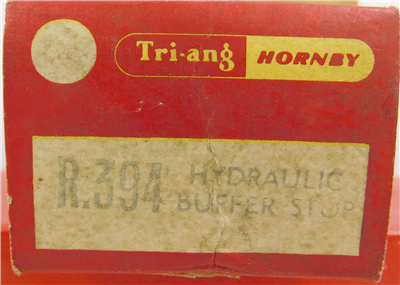 Tri-ang HORNBY
R.394 HYDRAULIC
BUFFER STOP